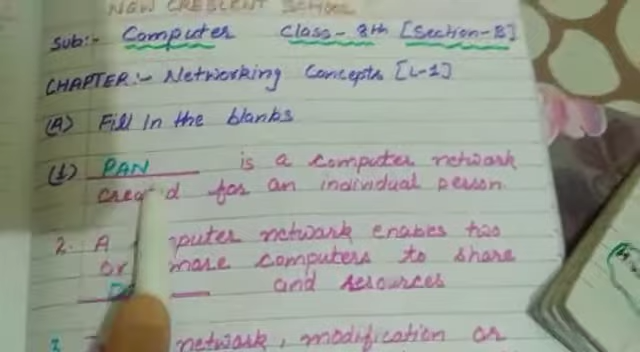 NEW CRESCENT SCHOOL
Sub:- Computer Class- 8th [Section-B]
CHAPTER:- Networking Concepts [L-1]
(A) Fill In the blanks
(1) PAN is a computer network
for an individual person
2. A network enables two
or more computers to share
and resources
network, modification or